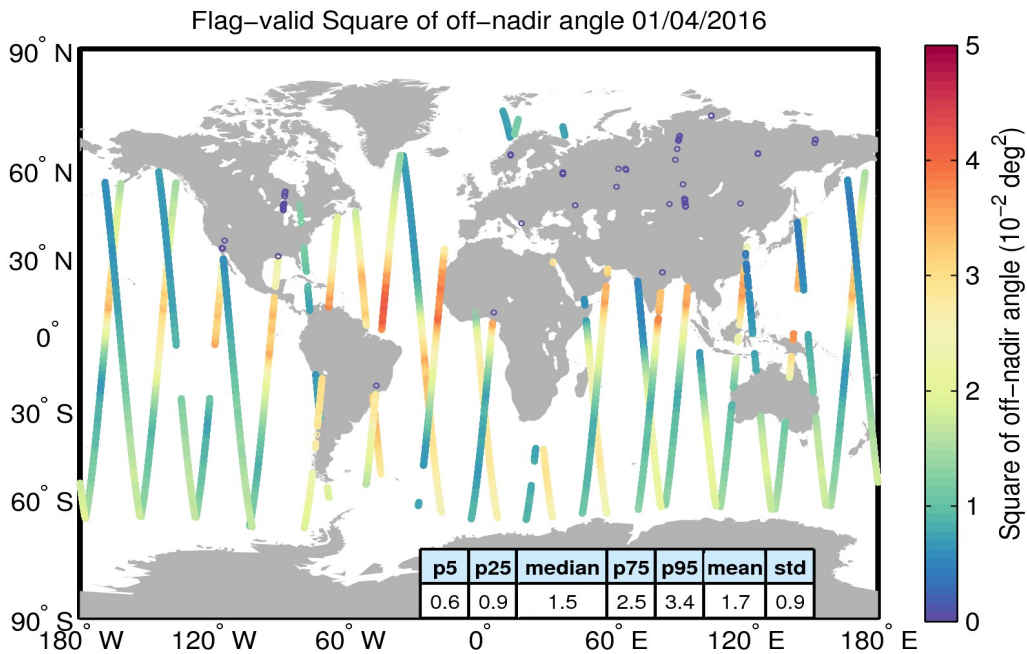 Flag−valid Square of off−nadir angle 01/04/2016
90° N
60° N
30° N
0°
30° S
60° S
90° S
180° W
120° W
60° W
0°
60° E
120° E
180° E
p5 p25 median p75 p95 mean std
0.6 0.9 1.5 2.5 3.4 1.7 0.9
5
4
3
2
1
0
Square of off−nadir angle (10⁻² deg²)